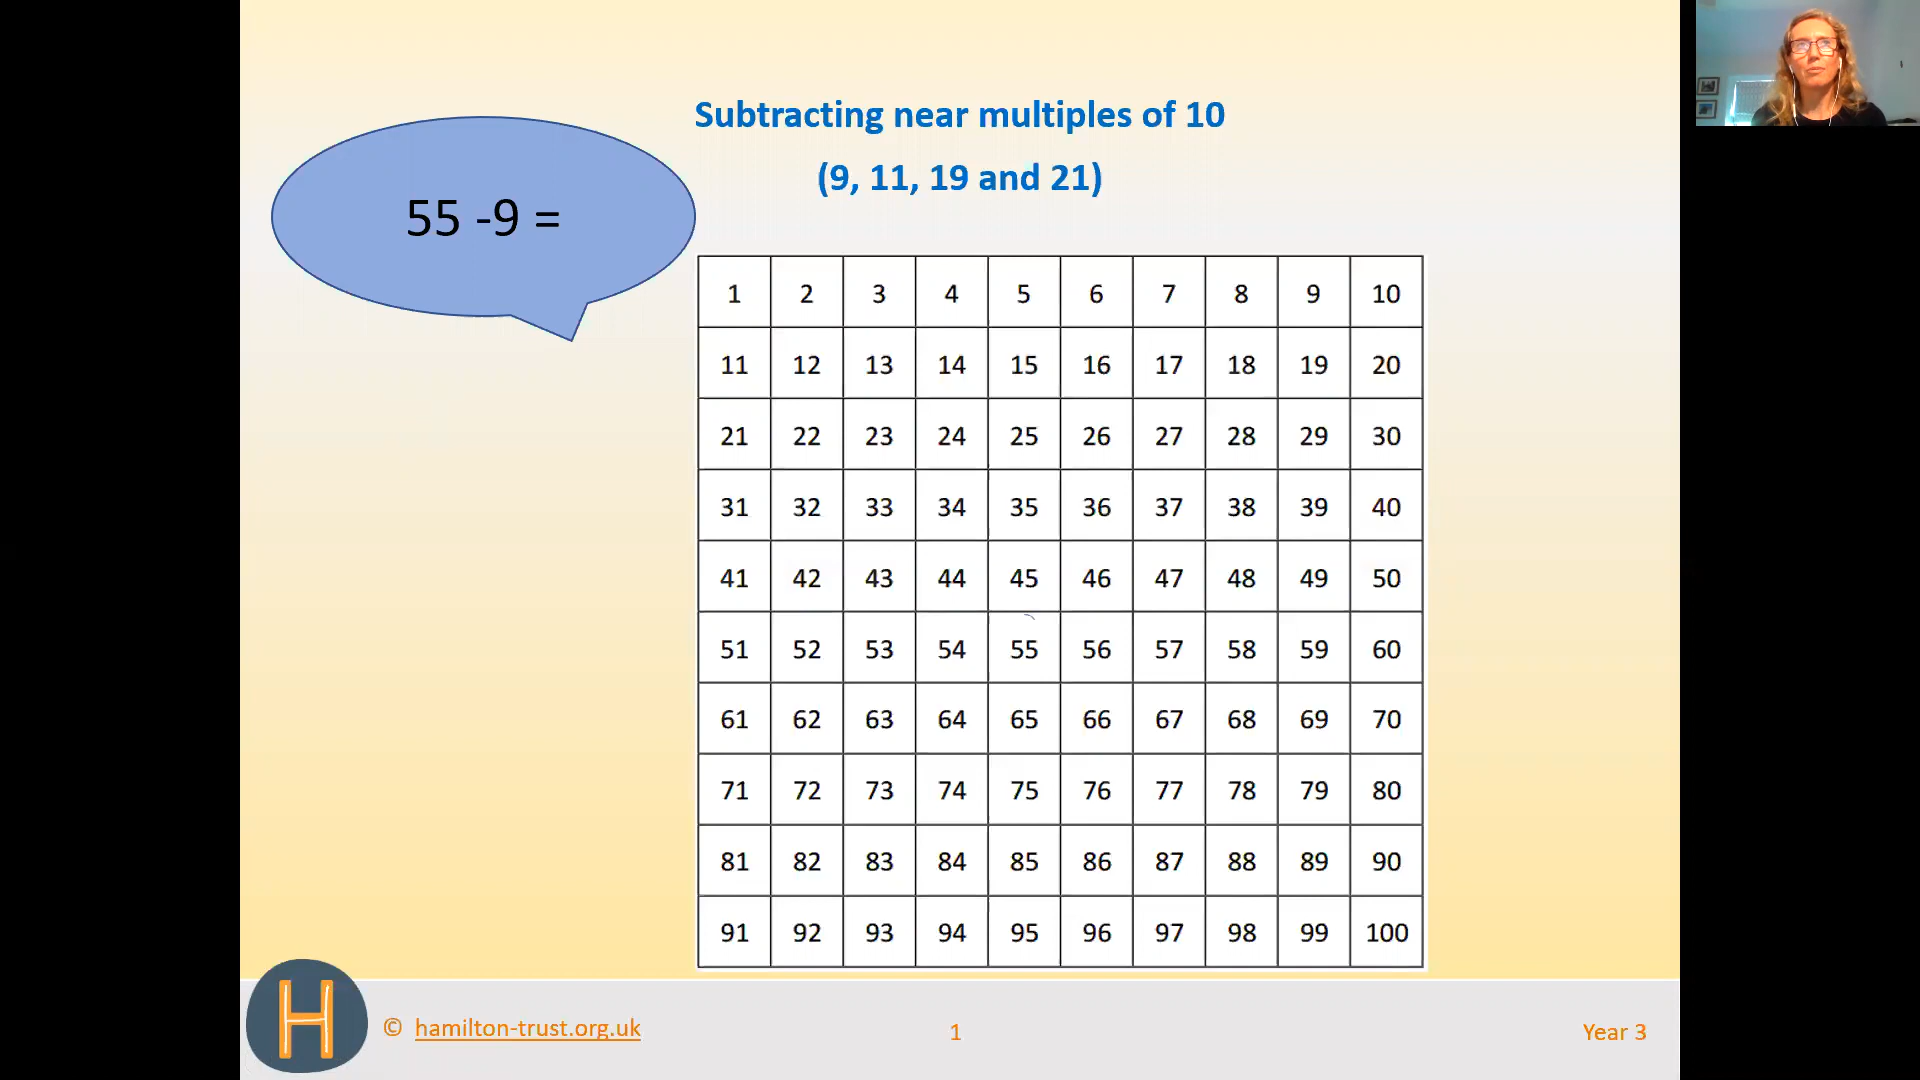 Subtracting near multiples of 10
(9, 11, 19 and 21)
55 -9 =
1 2 3 4 5 6 7 8 9 10
11 12 13 14 15 16 17 18 19 20
21 22 23 24 25 26 27 28 29 30
31 32 33 34 35 36 37 38 39 40
41 42 43 44 45 46 47 48 49 50
51 52 53 54 55 56 57 58 59 60
61 62 63 64 65 66 67 68 69 70
71 72 73 74 75 76 77 78 79 80
81 82 83 84 85 86 87 88 89 90
91 92 93 94 95 96 97 98 99 100
H
© hamilton-trust.org.uk
1
Year 3